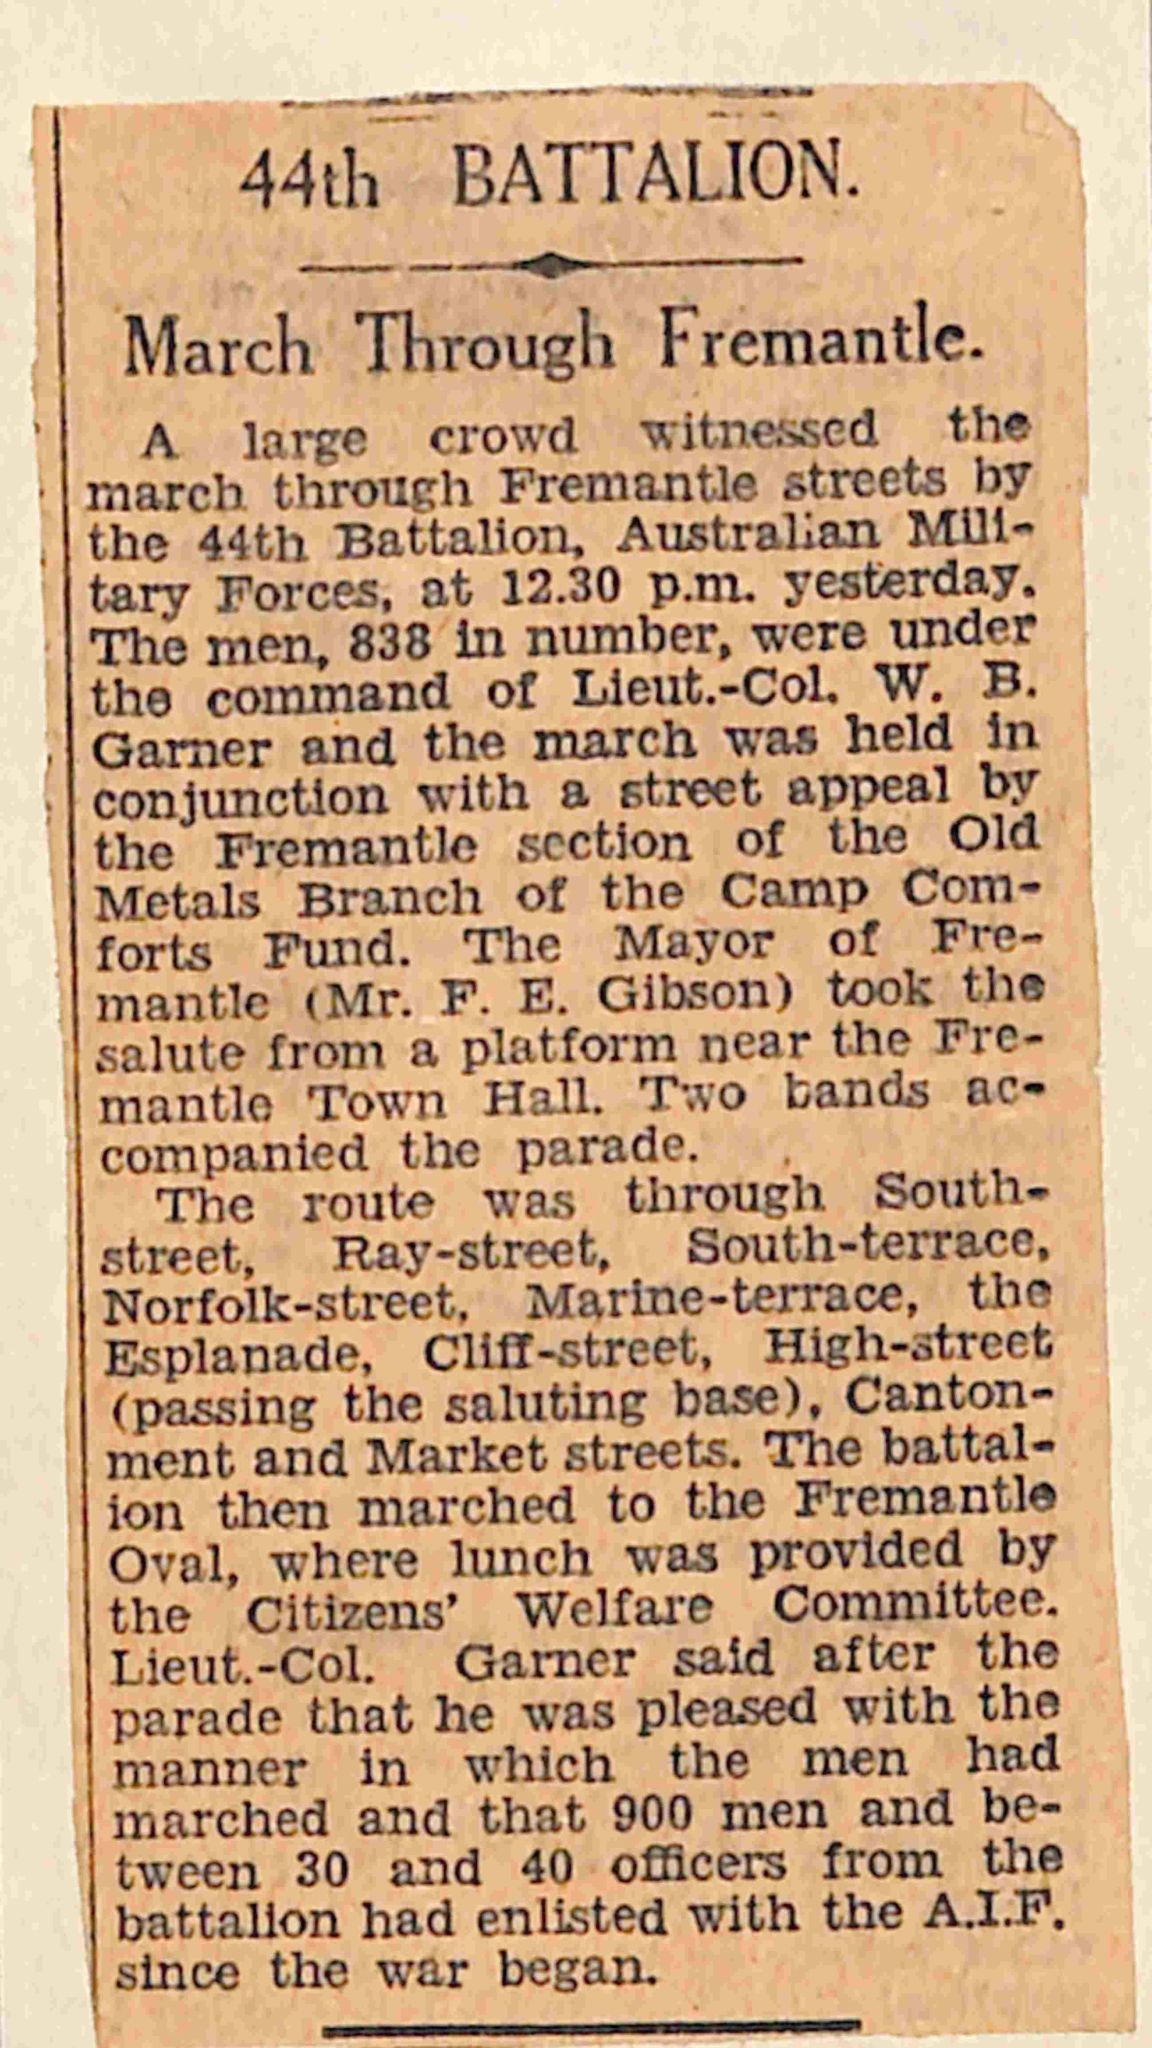 44th BATTALION.
March Through Fremantle.
A large crowd witnessed the
march through Fremantle streets by
the 44th Battalion, Australian Mili-
tary Forces, at 12.30 p.m. yesterday.
The men, 838 in number, were under
the command of Lieut.-Col. W. B.
Garner and the march was held in
conjunction with a street appeal by
the Fremantle section of the Old
Metals Branch of the Camp Com-
forts Fund. The Mayor of Fre-
mantle (Mr. F. E. Gibson) took the
salute from a platform near the Fre-
mantle Town Hall. Two bands ac-
companied the parade.
The route was through South-
street, Ray-street, South-terrace,
Norfolk-street, Marine-terrace, the
Esplanade, Cliff-street, High-street
(passing the saluting base), Canton-
ment and Market streets. The battal-
ion then marched to the Fremantle
Oval, where lunch was provided by
the Citizens' Welfare Committee.
Lieut.-Col. Garner said after the
parade that he was pleased with the
manner in which the men had
marched and that 900 men and be-
tween 30 and 40 officers from the
battalion had enlisted with the A.I.F.
since the war began.